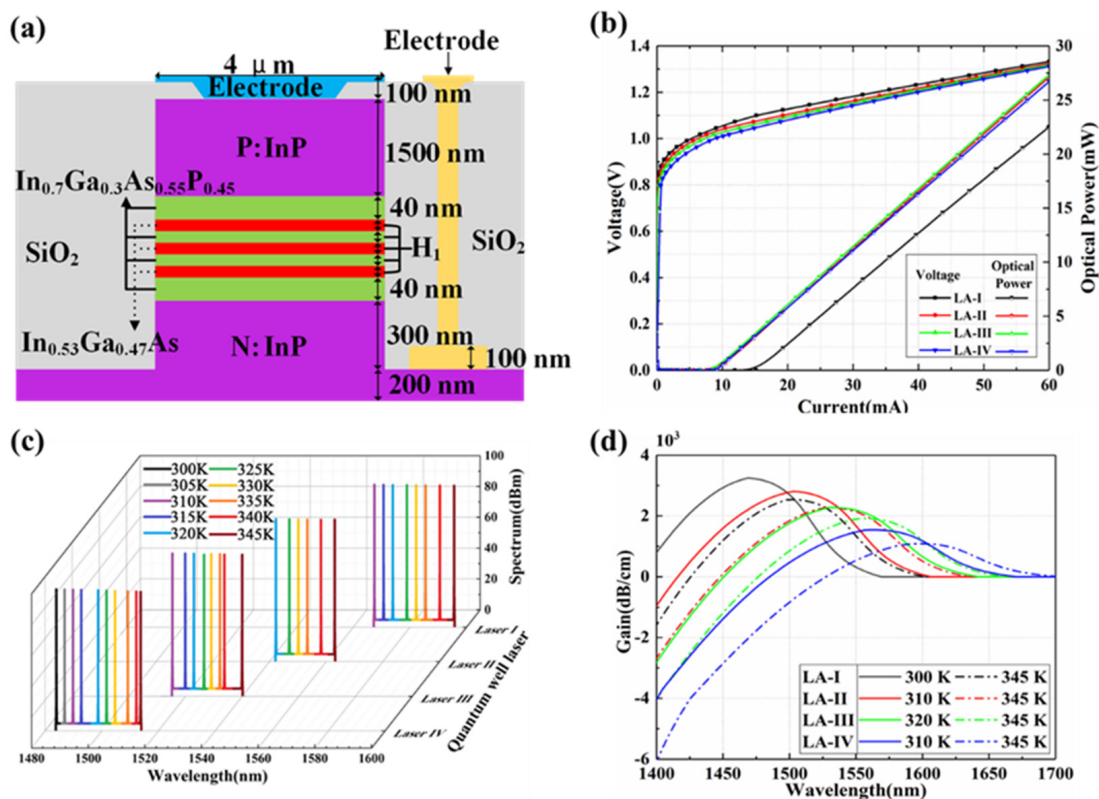 (a)
Electrode
4 μm
Electrode
100 nm
P:InP
1500 nm
In0.7Ga0.3As0.55P0.45
40 nm
SiO2
H1
SiO2
40 nm
In0.53Ga0.47As
300 nm
N:InP
100 nm
200 nm
(b)
1.4
1.2
1.0
0.8
0.6
0.4
0.2
0.0
Voltage(V)
30
25
20
15
10
5
0
Optical Power(mW)
Voltage
Optical
Power
LA-I
LA-II
LA-III
LA-IV
0
10
20
30
40
50
60
Current(mA)
(c)
300K
325K
305K
330K
310K
335K
315K
340K
320K
345K
100
80
60
40
20
0
Spectrum(dBm)
Laser I
Laser II
Laser III
Laser IV
Quantum well laser
1480
1500
1520
1540
1560
1580
1600
Wavelength(nm)
(d)
×10³
4
2
0
-2
-4
-6
Gain(dB/cm)
LA-I 300 K 345 K
LA-II 310 K 345 K
LA-III 320 K 345 K
LA-IV 310 K 345 K
1400
1450
1500
1550
1600
1650
1700
Wavelength(nm)